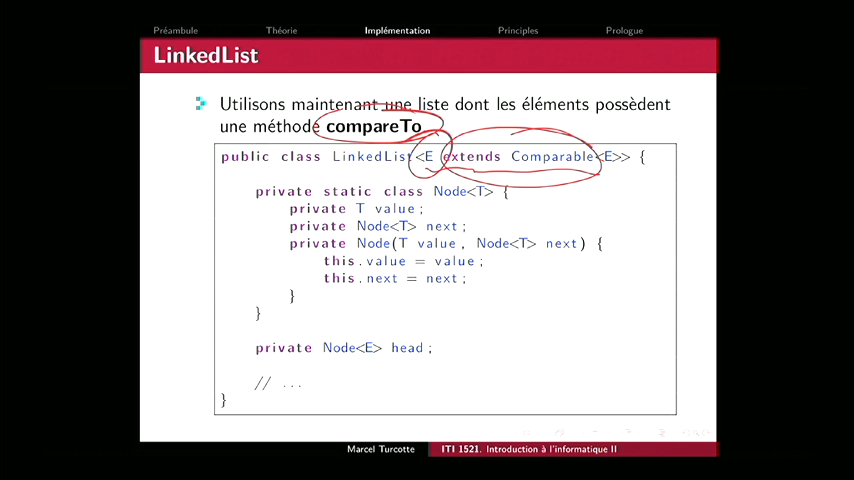 Préambule Théorie Implémentation Principles Prologue
LinkedList
Utilisons maintenant une liste dont les éléments possèdent
une méthode compareTo
public class LinkedList<E extends Comparable<E>> {
private static class Node<T> {
private T value;
private Node<T> next;
private Node(T value, Node<T> next) {
this.value = value;
this.next = next;
}
}
private Node<E> head;
// ...
}
Marcel Turcotte ITI 1521. Introduction à l'informatique II